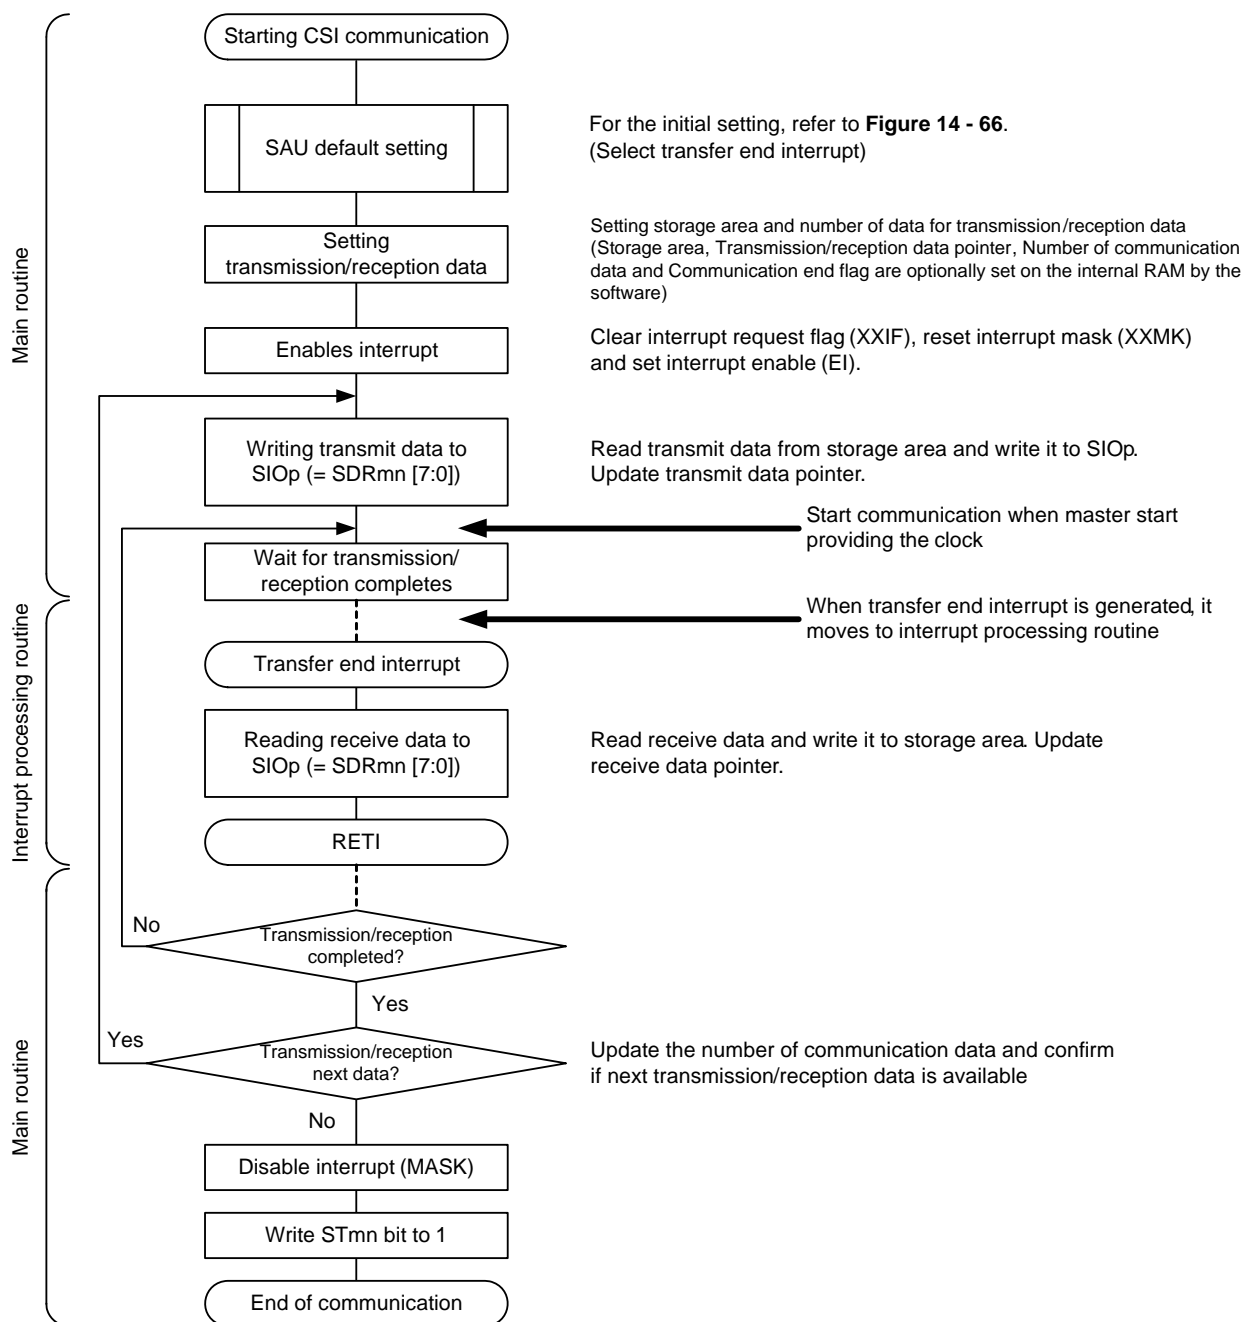 Starting CSI communication
SAU default setting
For the initial setting, refer to Figure 14 - 66.
(Select transfer end interrupt)
Setting
transmission/reception data
Setting storage area and number of data for transmission/reception data
(Storage area, Transmission/reception data pointer, Number of communication
data and Communication end flag are optionally set on the internal RAM by the
software)
Main routine
Enables interrupt
Clear interrupt request flag (XXIF), reset interrupt mask (XXMK)
and set interrupt enable (EI).
Writing transmit data to
SIOp (= SDRmn [7:0])
Read transmit data from storage area and write it to SIOp.
Update transmit data pointer.
Start communication when master start
providing the clock
Wait for transmission/
reception completes
When transfer end interrupt is generated, it
moves to interrupt processing routine
Transfer end interrupt
Interrupt processing routine
Reading receive data to
SIOp (= SDRmn [7:0])
Read receive data and write it to storage area. Update
receive data pointer.
RETI
No
Transmission/reception
completed?
Yes
Yes
Transmission/reception
next data?
Update the number of communication data and confirm
if next transmission/reception data is available
No
Main routine
Disable interrupt (MASK)
Write STmn bit to 1
End of communication